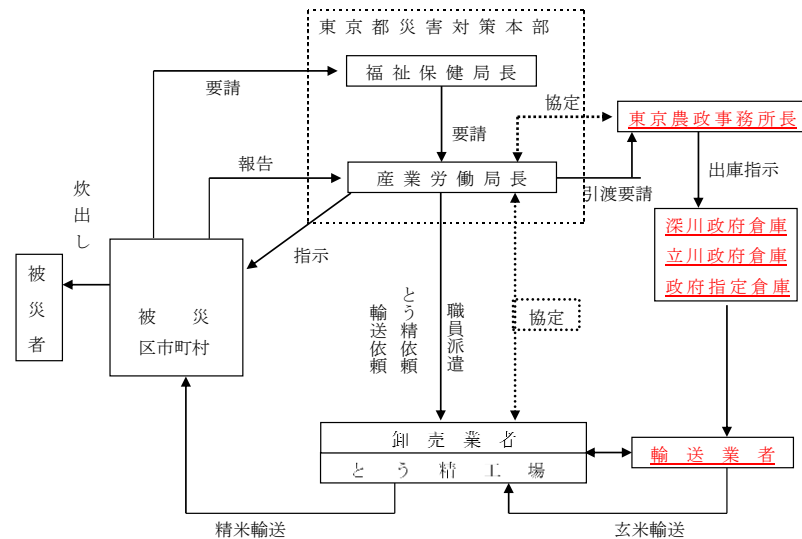 東京都災害対策本部
福祉保健局長
要請
協定
東京農政事務所長
要請
報告
産業労働局長
引渡要請
出庫指示
炊出し
深川政府倉庫
立川政府倉庫
政府指定倉庫
指示
被災者
被災
区市町村
輸送依頼
とう精依頼
職員派遣
協定
卸売業者
とう精工場
輸送業者
精米輸送
玄米輸送